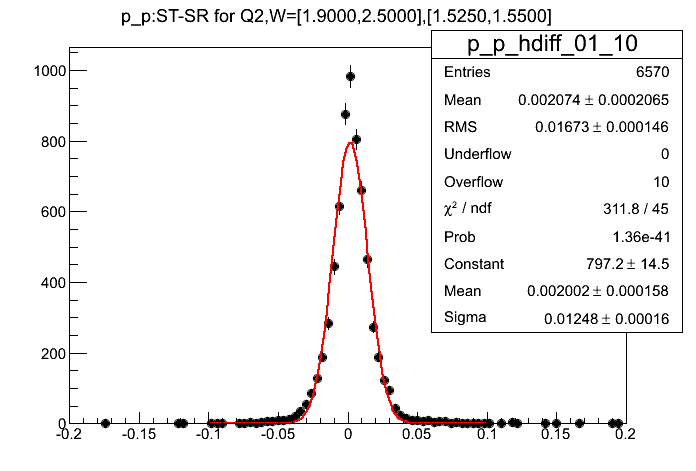 p_p:ST-SR for Q2,W=[1.9000,2.5000],[1.5250,1.5500]
p_p_hdiff_01_10
Entries 6570
Mean 0.002074 ± 0.0002065
RMS 0.01673 ± 0.000146
Underflow 0
Overflow 10
χ² / ndf 311.8 / 45
Prob 1.36e-41
Constant 797.2 ± 14.5
Mean 0.002002 ± 0.000158
Sigma 0.01248 ± 0.00016
1000
800
600
400
200
0
-0.2 -0.15 -0.1 -0.05 0 0.05 0.1 0.15 0.2